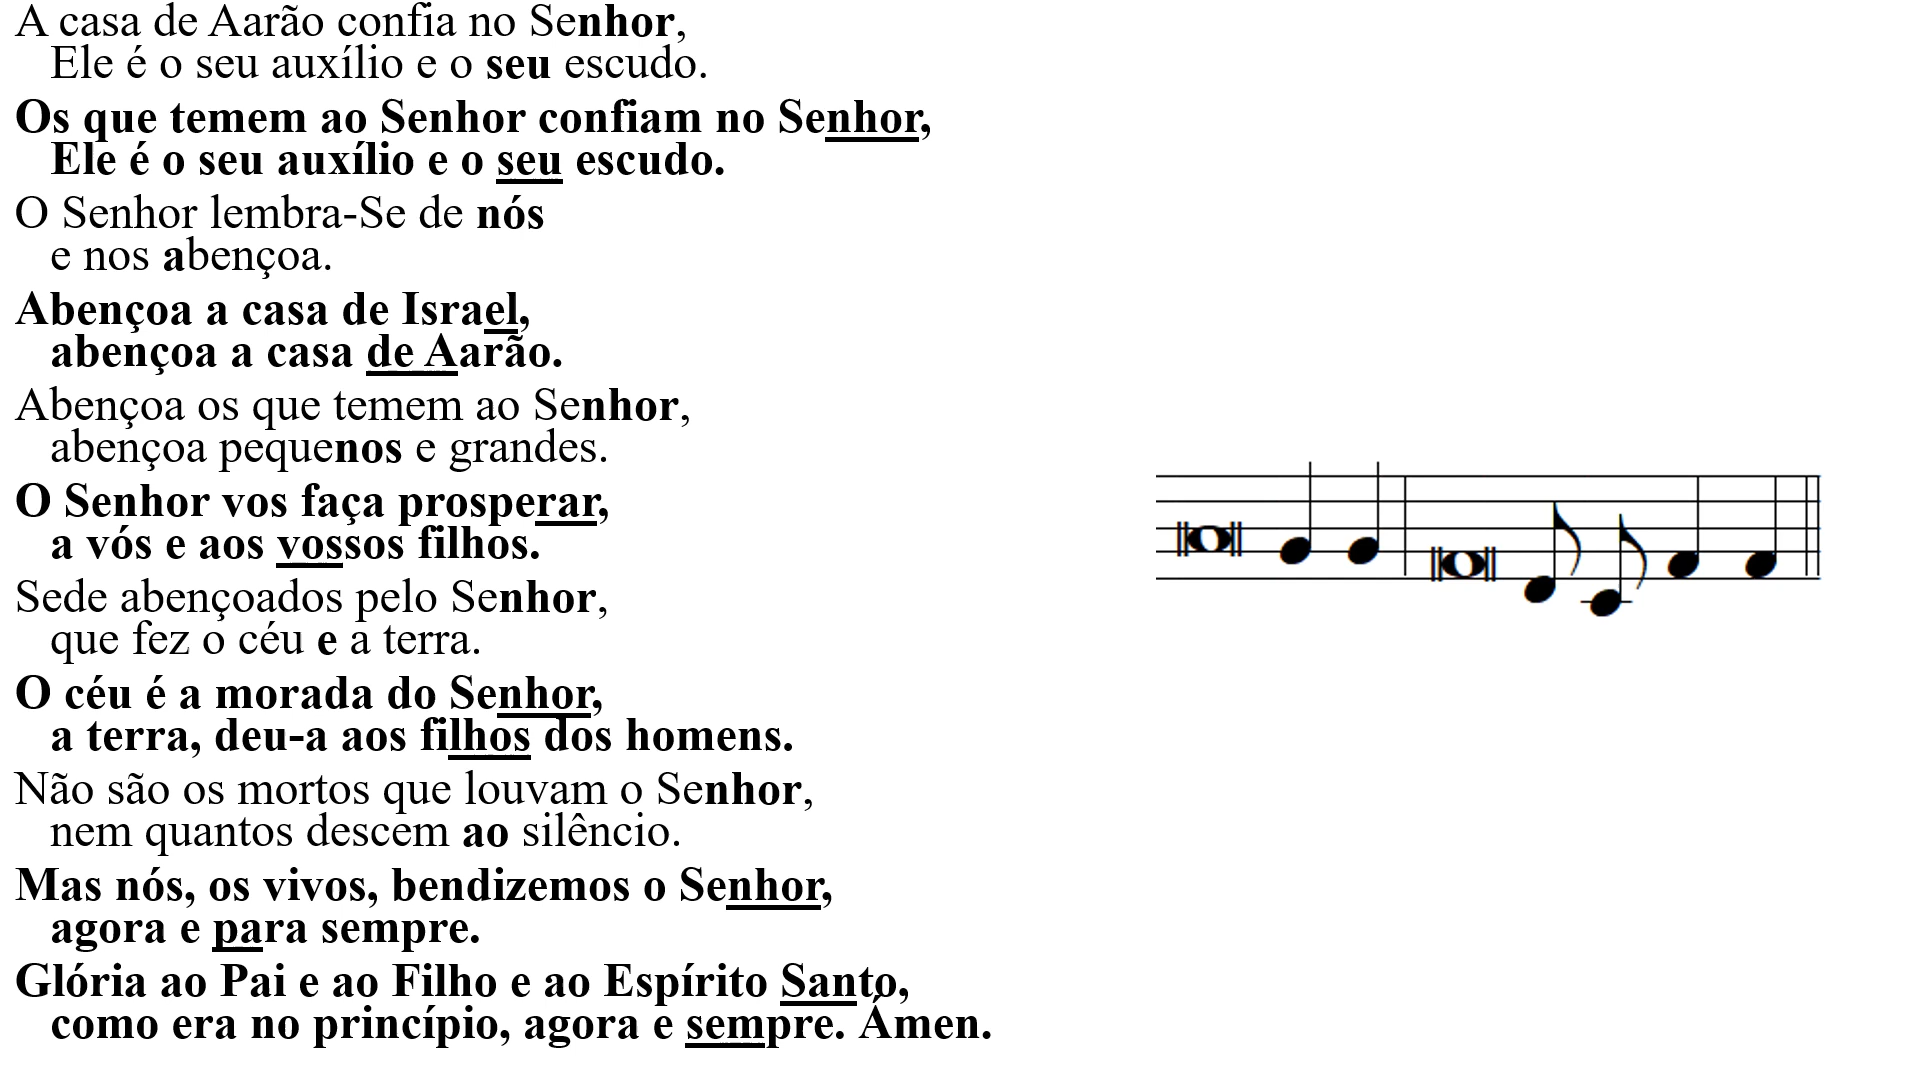 A casa de Aarão confia no Senhor,
Ele é o seu auxílio e o seu escudo.
Os que temem ao Senhor confiam no Senhor,
Ele é o seu auxílio e o seu escudo.
O Senhor lembra-Se de nós
e nos abençoa.
Abençoa a casa de Israel,
abençoa a casa de Aarão.
Abençoa os que temem ao Senhor,
abençoa pequenos e grandes.
O Senhor vos faça prosperar,
a vós e aos vossos filhos.
Sede abençoados pelo Senhor,
que fez o céu e a terra.
O céu é a morada do Senhor,
a terra, deu-a aos filhos dos homens.
Não são os mortos que louvam o Senhor,
nem quantos descem ao silêncio.
Mas nós, os vivos, bendizemos o Senhor,
agora e para sempre.
Glória ao Pai e ao Filho e ao Espírito Santo,
como era no princípio, agora e sempre. Ámen.